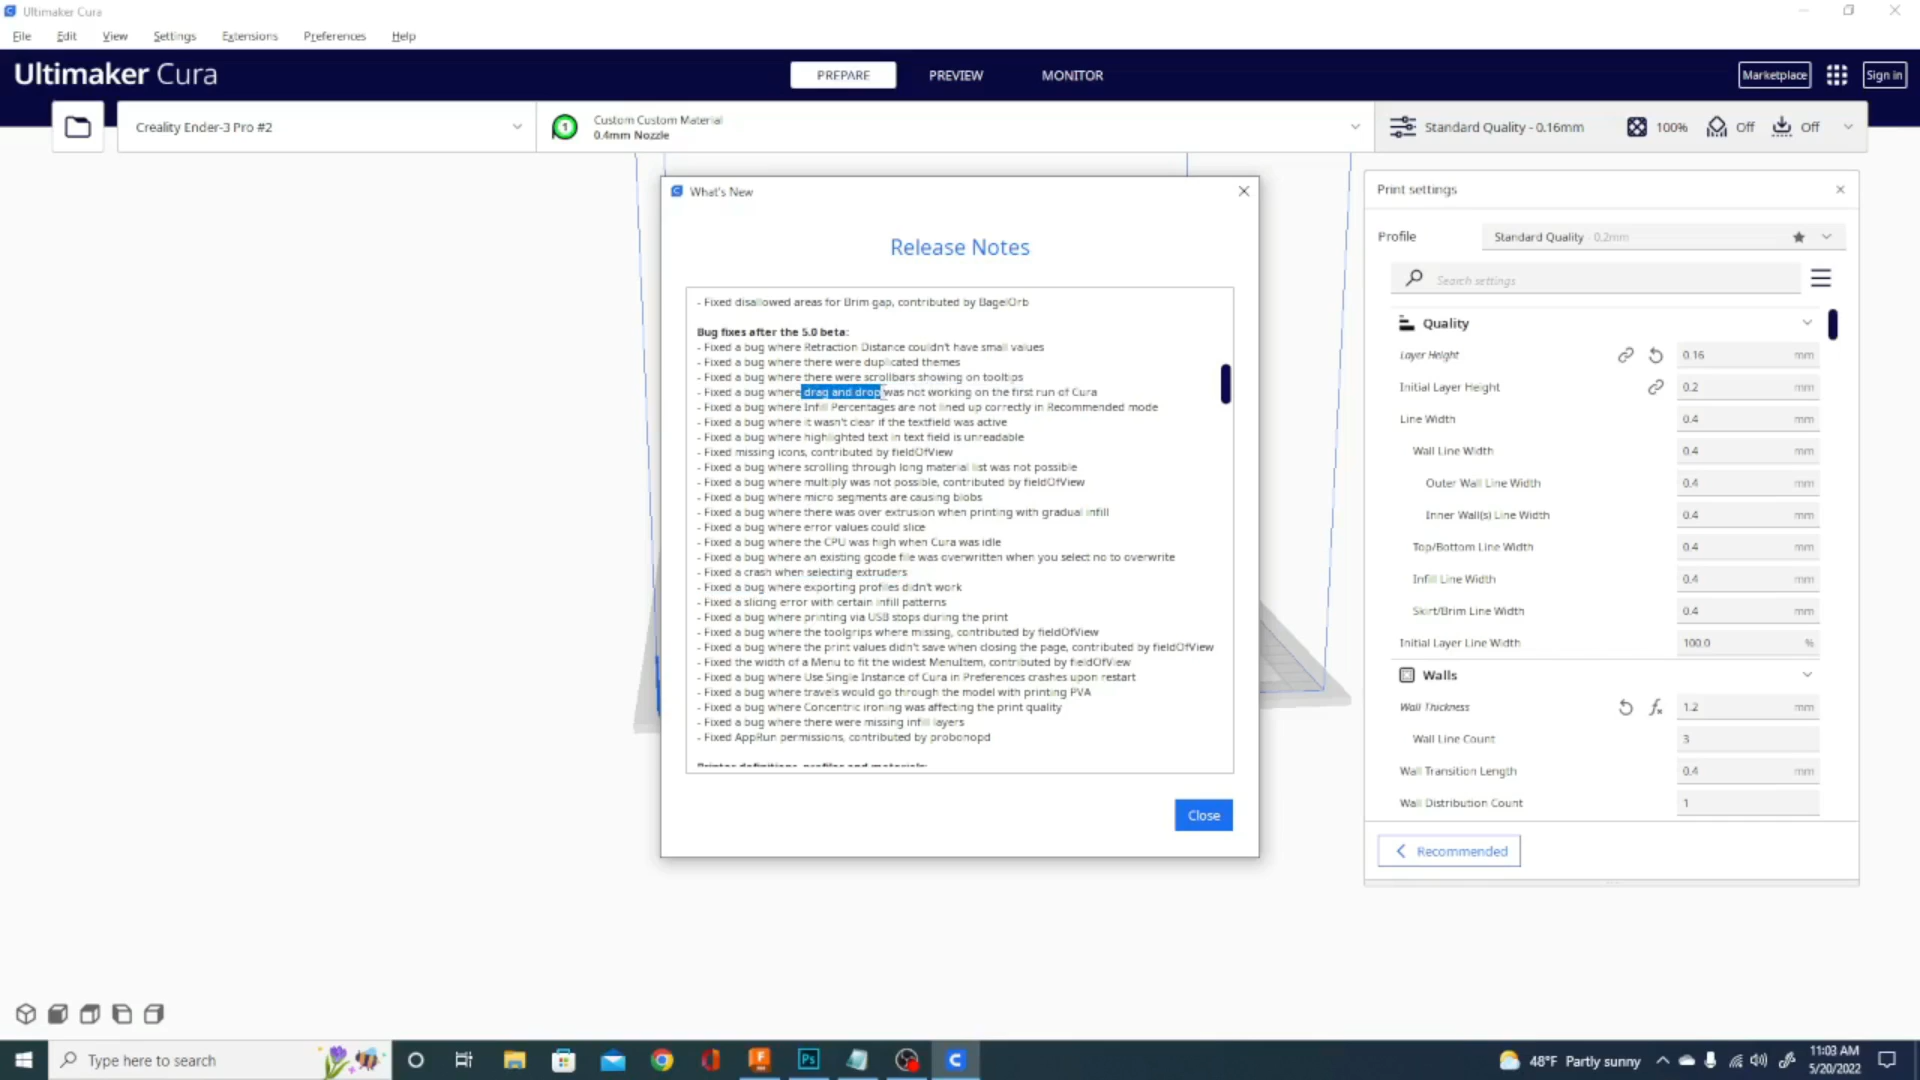 Ultimaker Cura
File Edit View Settings Extensions Preferences Help
Ultimaker Cura
PREPARE PREVIEW MONITOR
Marketplace Sign in
Creality Ender-3 Pro #2
1 Custom Custom Material
0.4mm Nozzle
Standard Quality - 0.16mm 100% Off Off
What's New
Release Notes
- Fixed disallowed areas for Brim gap, contributed by BagelOrb
Bug fixes after the 5.0 beta:
- Fixed a bug where Retraction Distance couldn't have small values
- Fixed a bug where there were duplicated themes
- Fixed a bug where there were scrollbars showing on tooltips
- Fixed a bug where drag and drop was not working on the first run of Cura
- Fixed a bug where Infill Percentages are not lined up correctly in Recommended mode
- Fixed a bug where it wasn't clear if the textfield was active
- Fixed a bug where highlighted text in text field is unreadable
- Fixed missing icons, contributed by fieldOfView
- Fixed a bug where scrolling through long material list was not possible
- Fixed a bug where multiply was not possible, contributed by fieldOfView
- Fixed a bug where micro segments are causing blobs
- Fixed a bug where there was over extrusion when printing with gradual infill
- Fixed a bug where error values could slice
- Fixed a bug where the CPU was high when Cura was idle
- Fixed a bug where an existing gcode file was overwritten when you select no to overwrite
- Fixed a crash when selecting extruders
- Fixed a bug where exporting profiles didn't work
- Fixed a slicing error with certain infill patterns
- Fixed a bug where printing via USB stops during the print
- Fixed a bug where the toolgrips where missing, contributed by fieldOfView
- Fixed a bug where the print values didn't save when closing the page, contributed by fieldOfView
- Fixed the width of a Menu to fit the widest MenuItem, contributed by fieldOfView
- Fixed a bug where Use Single Instance of Cura in Preferences crashes upon restart
- Fixed a bug where travels would go through the model with printing PVA
- Fixed a bug where Concentric ironing was affecting the print quality
- Fixed a bug where there were missing infill layers
- Fixed AppRun permissions, contributed by probonopd
Printer definitions, profiles and materials:
Close
Print settings
Profile Standard Quality - 0.2mm
Search settings
Quality
Layer Height 0.16 mm
Initial Layer Height 0.2 mm
Line Width 0.4 mm
Wall Line Width 0.4 mm
Outer Wall Line Width 0.4 mm
Inner Wall(s) Line Width 0.4 mm
Top/Bottom Line Width 0.4 mm
Infill Line Width 0.4 mm
Skirt/Brim Line Width 0.4 mm
Initial Layer Line Width 100.0 %
Walls
Wall Thickness fx 1.2 mm
Wall Line Count 3
Wall Transition Length 0.4 mm
Wall Distribution Count 1
Recommended
Type here to search
Ps
48°F Partly sunny
11:03 AM
5/20/2022